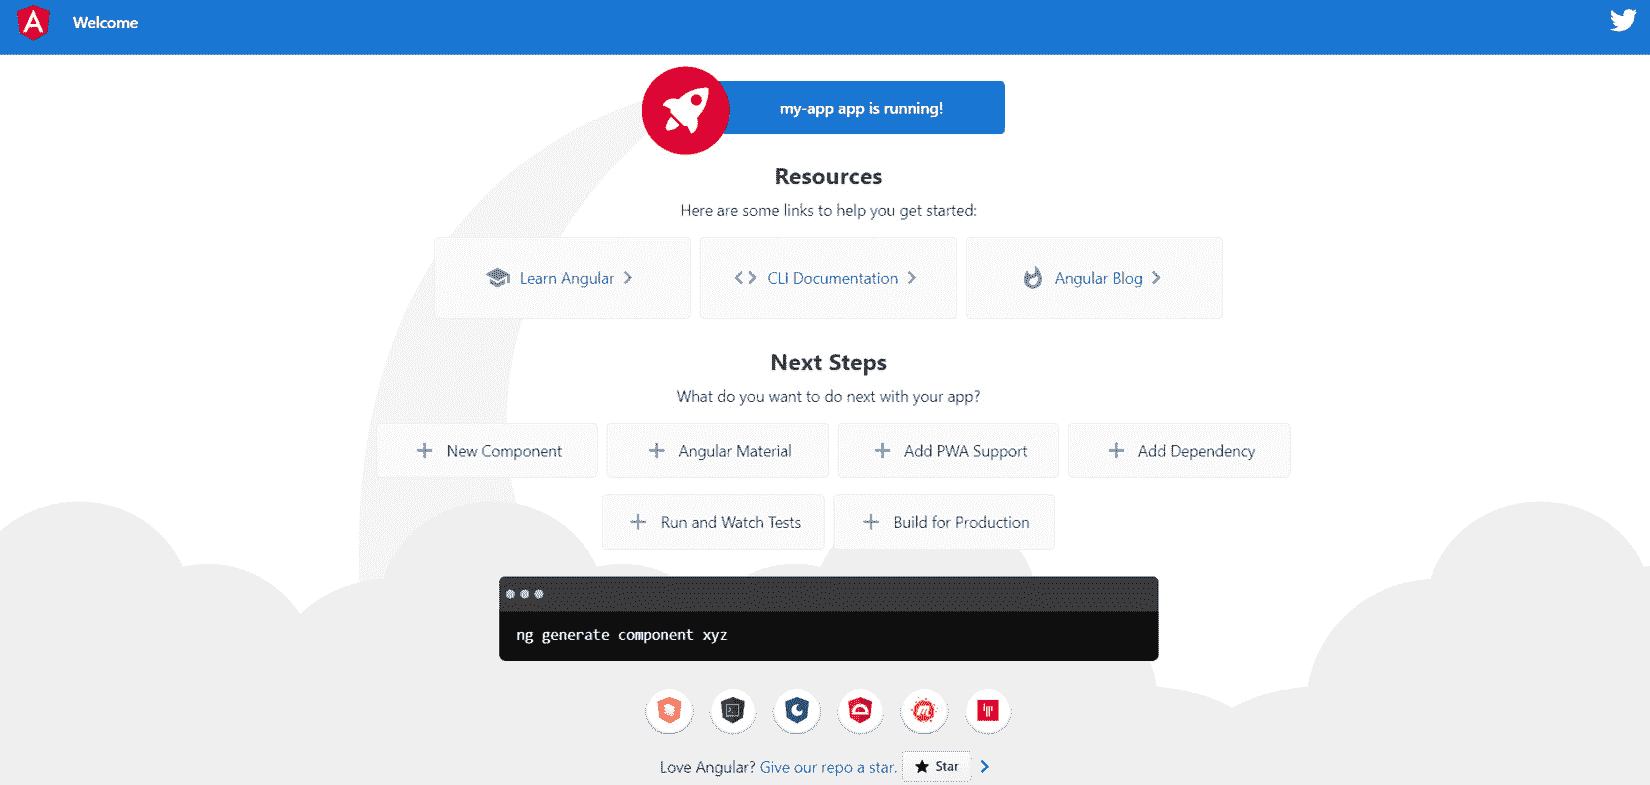 Welcome
my-app app is running!
Resources
Here are some links to help you get started:
Learn Angular
CLI Documentation
Angular Blog
Next Steps
What do you want to do next with your app?
New Component
Angular Material
Add PWA Support
Add Dependency
Run and Watch Tests
Build for Production
ng generate component xyz
Love Angular? Give our repo a star. Star